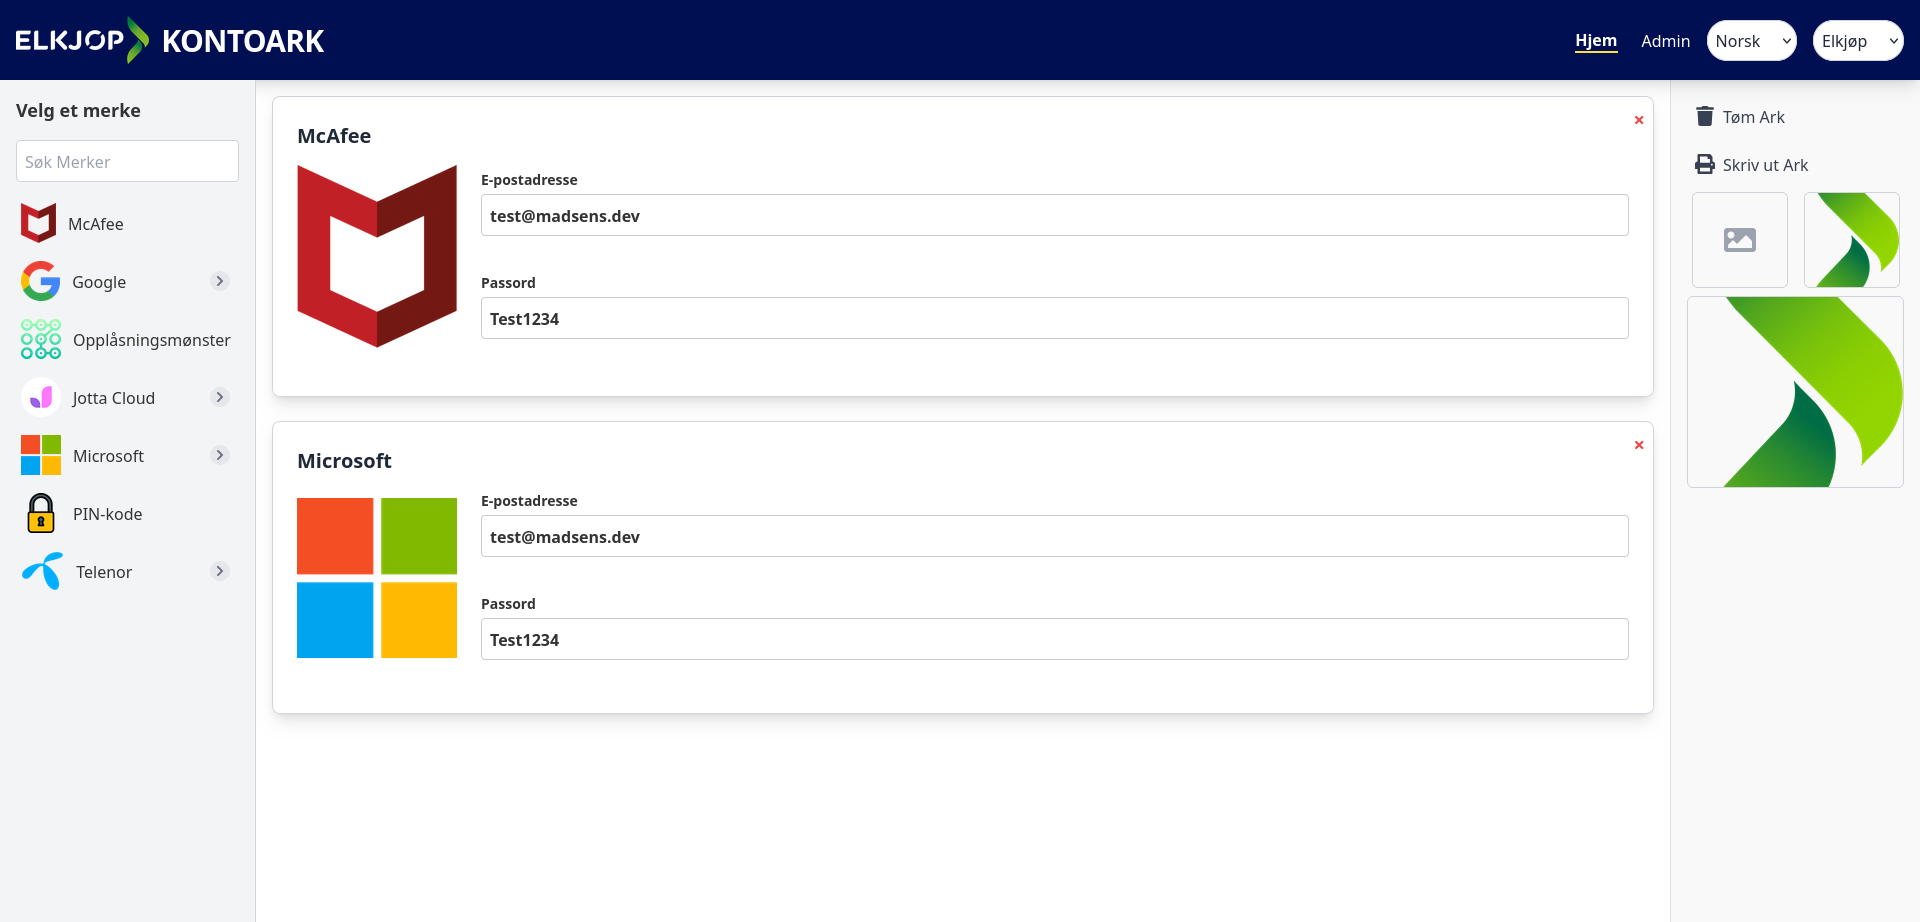 ELKJOP KONTOARK
Hjem
Admin
Norsk
Elkjøp
Velg et merke
Søk Merker
McAfee
Google
Opplåsningsmønster
Jotta Cloud
Microsoft
PIN-kode
Telenor
McAfee
E-postadresse
test@madsens.dev
Passord
Test1234
Microsoft
E-postadresse
test@madsens.dev
Passord
Test1234
Tøm Ark
Skriv ut Ark